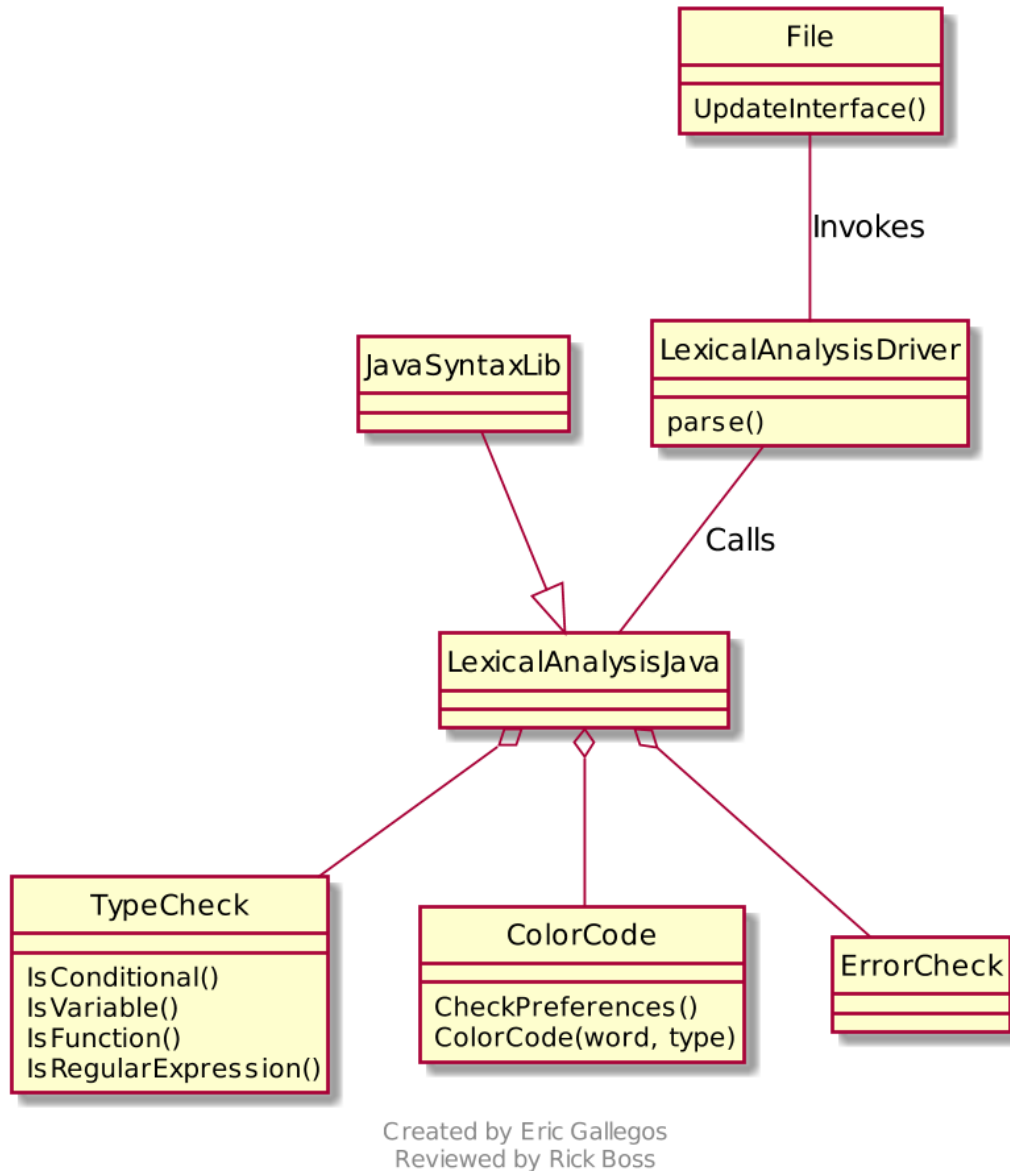 File
UpdateInterface()
Invokes
JavaSyntaxLib
LexicalAnalysisDriver
parse()
Calls
LexicalAnalysisJava
TypeCheck
IsConditional()
IsVariable()
IsFunction()
IsRegularExpression()
ColorCode
CheckPreferences()
ColorCode(word, type)
ErrorCheck
Created by Eric Gallegos
Reviewed by Rick Boss